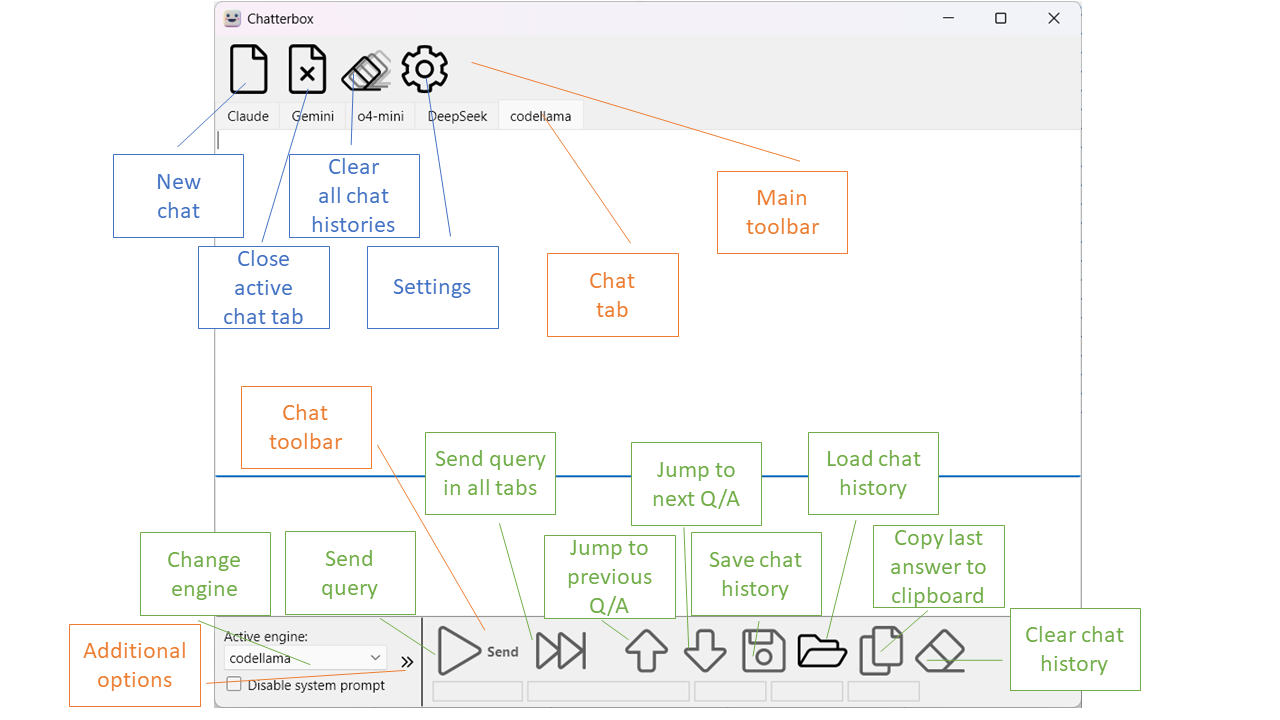 Chatterbox
Claude
Gemini
o4-mini
DeepSeek
codellama
New
chat
Clear
all chat
histories
Main
toolbar
Close
active
chat tab
Settings
Chat
tab
Chat
toolbar
Send query
in all tabs
Jump to
next Q/A
Load chat
history
Change
engine
Send
query
Jump to
previous
Q/A
Save chat
history
Copy last
answer to
clipboard
Additional
options
Active engine:
codellama
Disable system prompt
Send
Clear chat
history